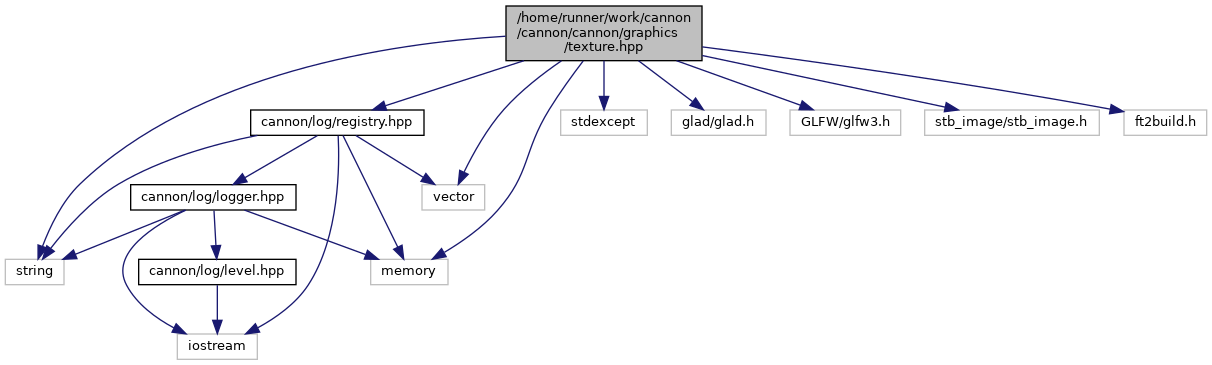 /home/runner/work/cannon
/cannon/cannon/graphics
/texture.hpp
cannon/log/registry.hpp
stdexcept
glad/glad.h
GLFW/glfw3.h
stb_image/stb_image.h
ft2build.h
cannon/log/logger.hpp
vector
string
cannon/log/level.hpp
memory
iostream